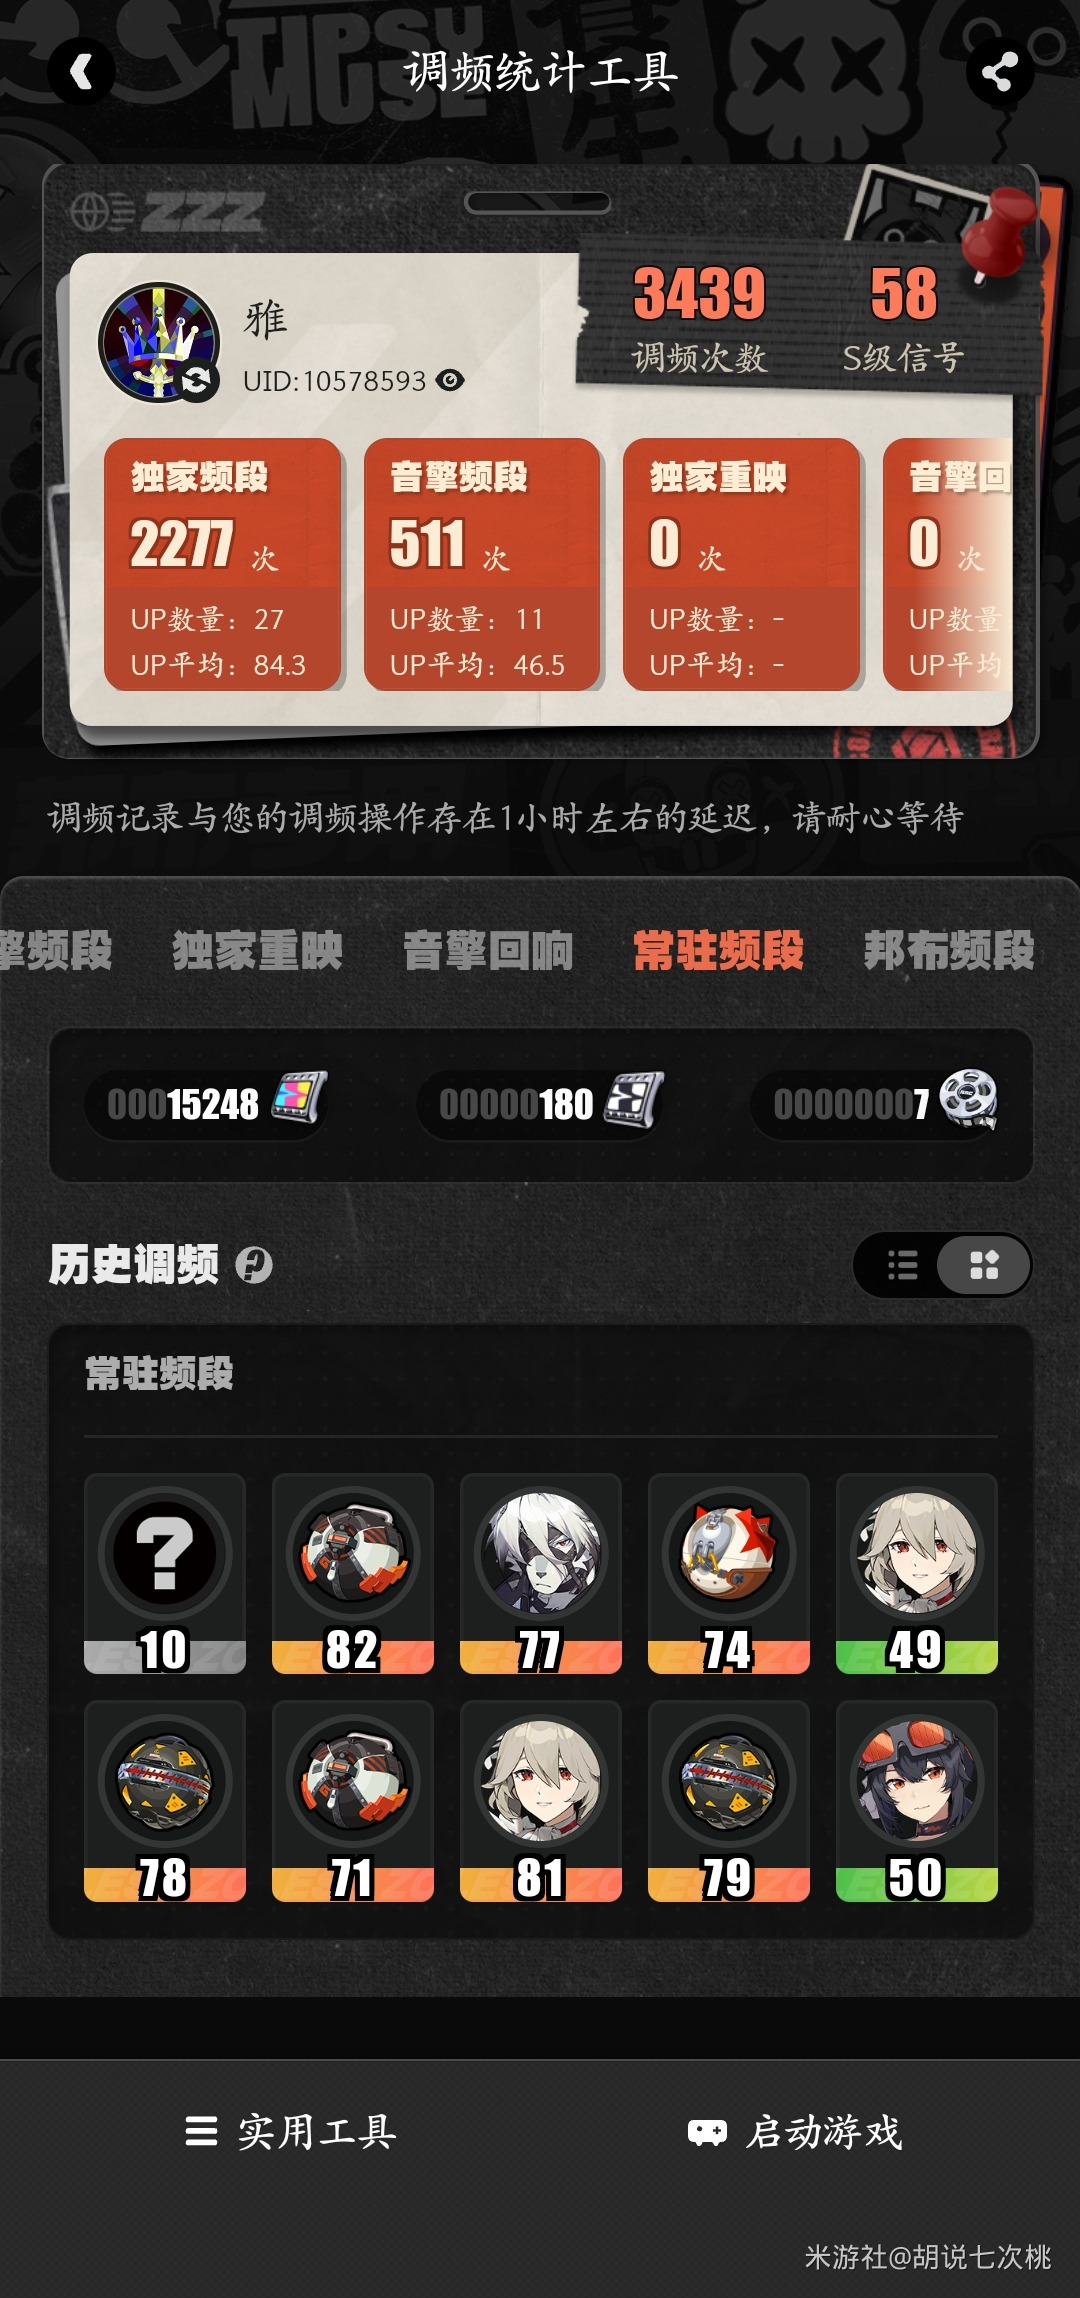 TIPSY
MUSE
调频统计工具
ZZZ
3439
58
调频次数
S级信号
雅
UID:10578593
独家频段
2277 次
UP数量：27
UP平均：84.3
音擎频段
511 次
UP数量：11
UP平均：46.5
独家重映
0 次
UP数量：-
UP平均：-
音擎回
0 次
UP数量
UP平均
调频记录与您的调频操作存在1小时左右的延迟，请耐心等待
擎频段 独家重映 音擎回响 常驻频段 邦布频段
00015248
00000180
00000007
历史调频
常驻频段
?
10 82 77 74 49
78 71 81 79 50
实用工具
启动游戏
米游社@胡说七次桃